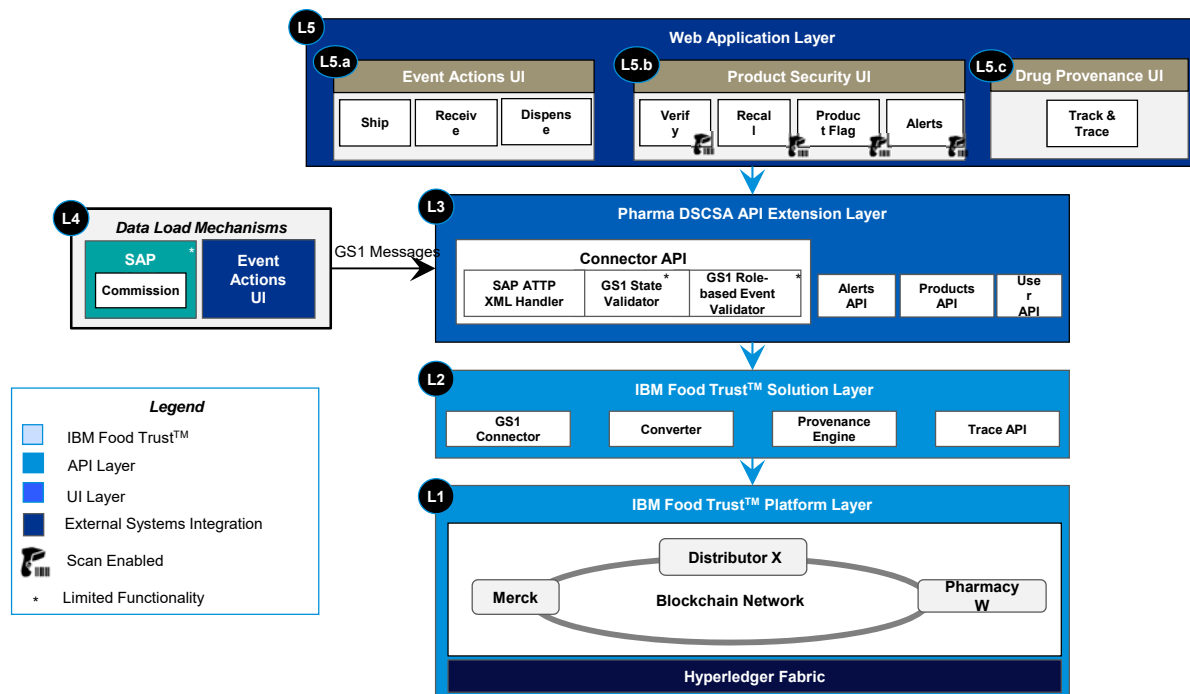 L5
Web Application Layer
L5.a
Event Actions UI
Ship
Receiv
e
Dispens
e
L5.b
Product Security UI
Verif
y
Recal
l
Produc
t Flag
Alerts
L5.c
Drug Provenance UI
Track &
Trace
L4
Data Load Mechanisms
SAP *
Commission
Event
Actions
UI
GS1 Messages
L3
Pharma DSCSA API Extension Layer
Connector API
SAP ATTP
XML Handler
GS1 State *
Validator
GS1 Role- *
based Event
Validator
Alerts
API
Products
API
Use
r
API
L2
IBM Food Trust™ Solution Layer
GS1
Connector
Converter
Provenance
Engine
Trace API
Legend
IBM Food Trust™
API Layer
UI Layer
External Systems Integration
Scan Enabled
* Limited Functionality
L1
IBM Food Trust™ Platform Layer
Distributor X
Merck
Blockchain Network
Pharmacy
W
Hyperledger Fabric